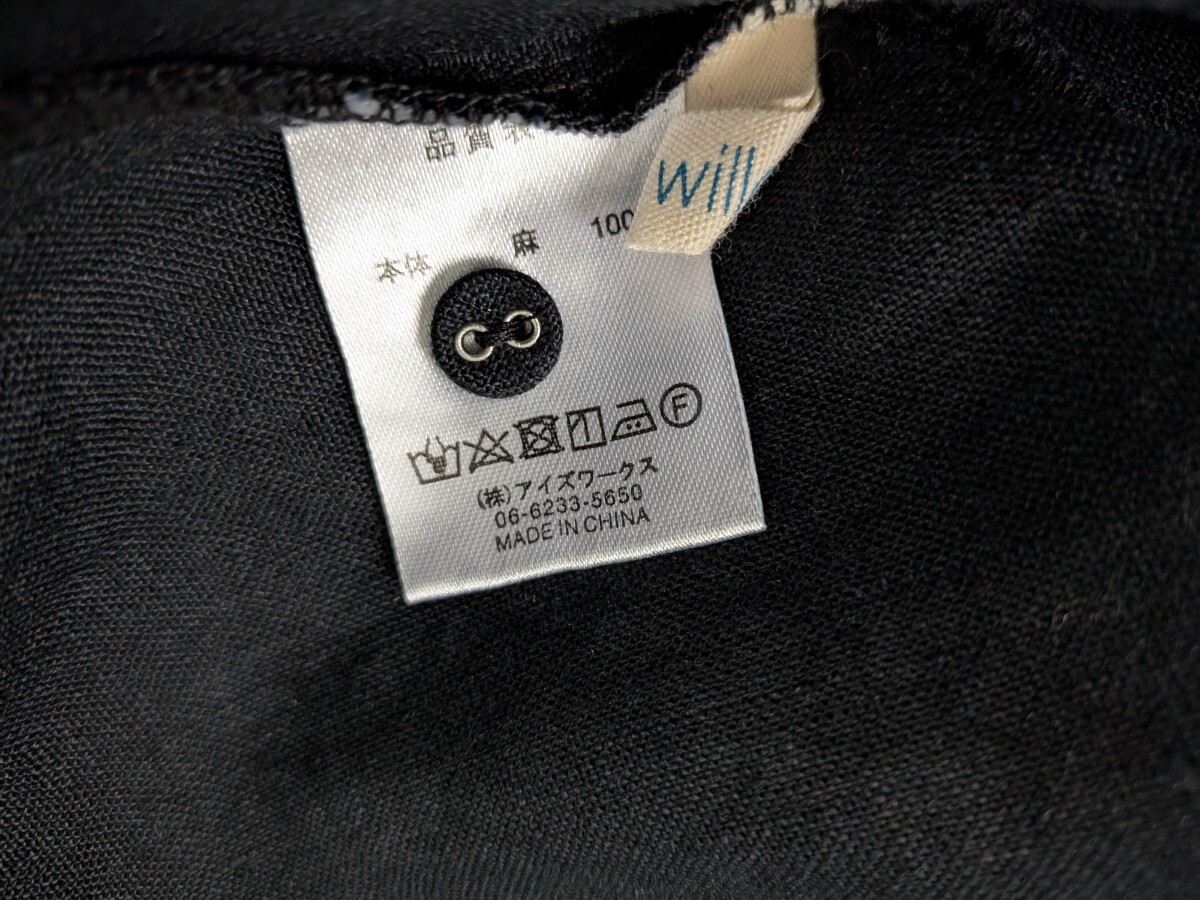 品質表
will
本体 麻 100
F
(株)アイズワークス
06-6233-5650
MADE IN CHINA